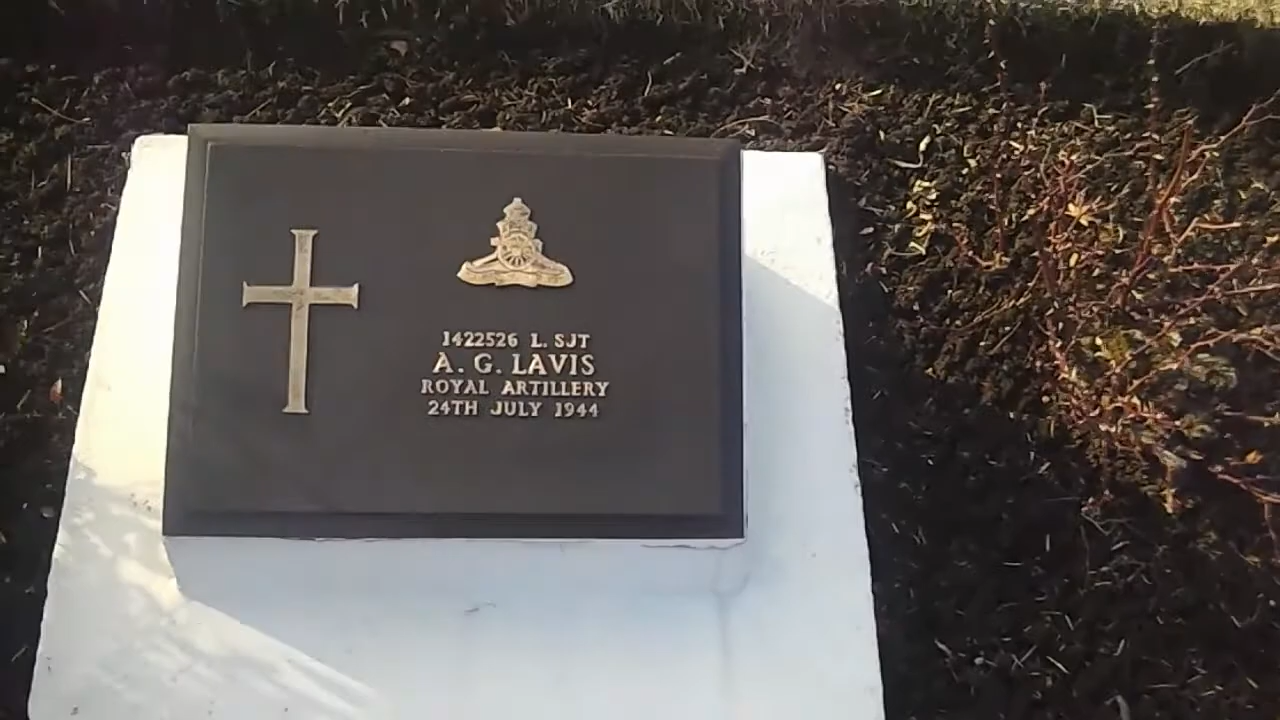 1422526 L. SJT
A. G. LAVIS
ROYAL ARTILLERY
24TH JULY 1944